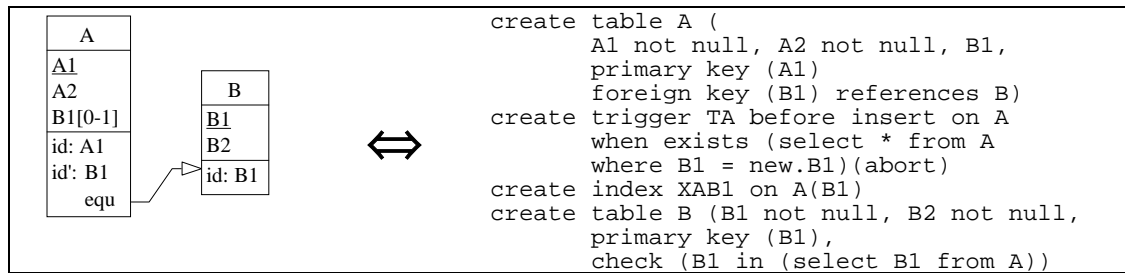 A
A1
A2
B1[0-1]
id: A1
id': B1
equ
B
B1
B2
id: B1
⇔
create table A (
A1 not null, A2 not null, B1,
primary key (A1)
foreign key (B1) references B)
create trigger TA before insert on A
when exists (select * from A
where B1 = new.B1)(abort)
create index XAB1 on A(B1)
create table B (B1 not null, B2 not null,
primary key (B1),
check (B1 in (select B1 from A))